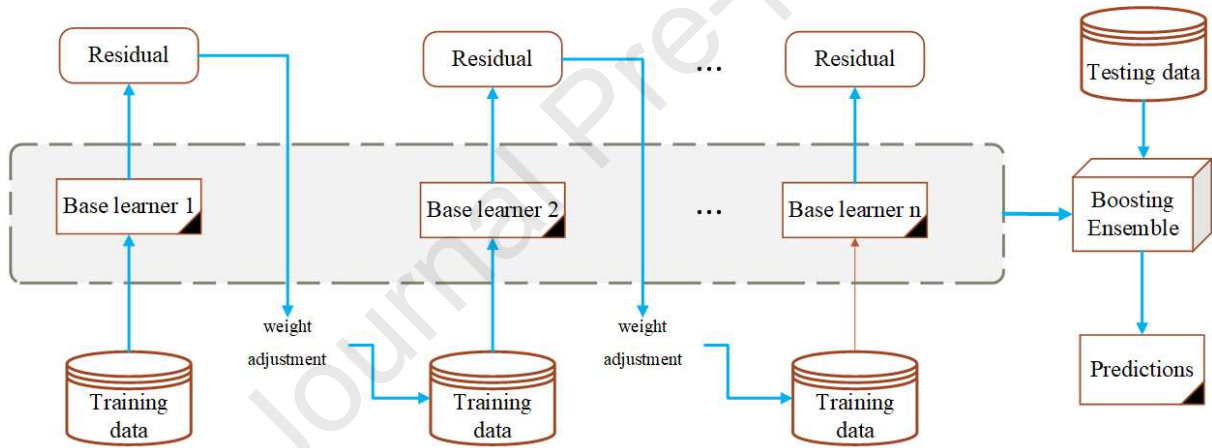 Residual
Residual
...
Residual
Testing data
Base learner 1
Base learner 2
...
Base learner n
Boosting
Ensemble
weight
adjustment
weight
adjustment
Training
data
Training
data
Training
data
Predictions
Journal Pre-